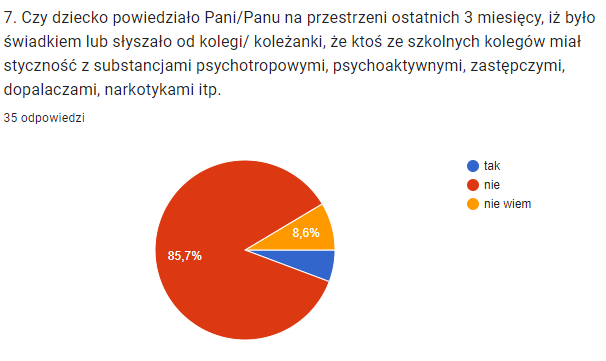 7. Czy dziecko powiedziało Pani/Panu na przestrzeni ostatnich 3 miesięcy, iż było
świadkiem lub słyszało od kolegi/ koleżanki, że ktoś ze szkolnych kolegów miał
styczność z substancjami psychotropowymi, psychoaktywnymi, zastępczymi,
dopalaczami, narkotykami itp.
35 odpowiedzi
tak
nie
nie wiem
8,6%
85,7%